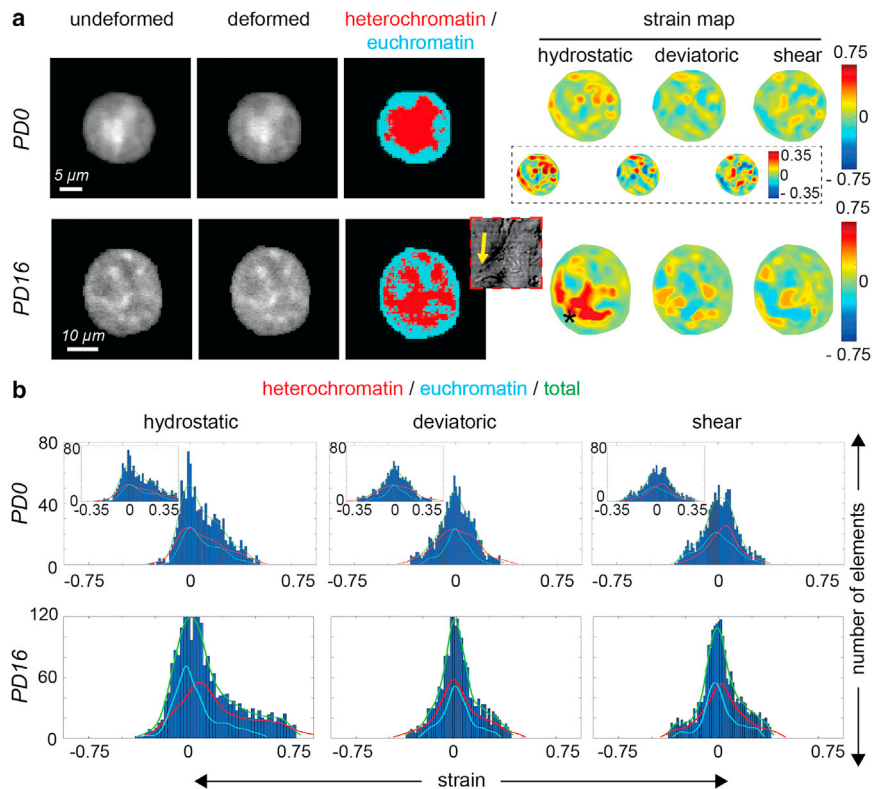 a
undeformed
deformed
heterochromatin /
euchromatin
strain map
hydrostatic
deviatoric
shear
PD0
5 µm
0.75
0
- 0.75
0.35
0
- 0.35
PD16
10 µm
*
0.75
0
- 0.75
b
heterochromatin / euchromatin / total
hydrostatic
deviatoric
shear
PD0
80
40
0
80
0
-0.35 0 0.35
80
0
-0.35 0 0.35
80
0
-0.35 0 0.35
-0.75 0 0.75
-0.75 0 0.75
-0.75 0 0.75
PD16
120
60
0
-0.75 0 0.75
-0.75 0 0.75
-0.75 0 0.75
number of elements
strain